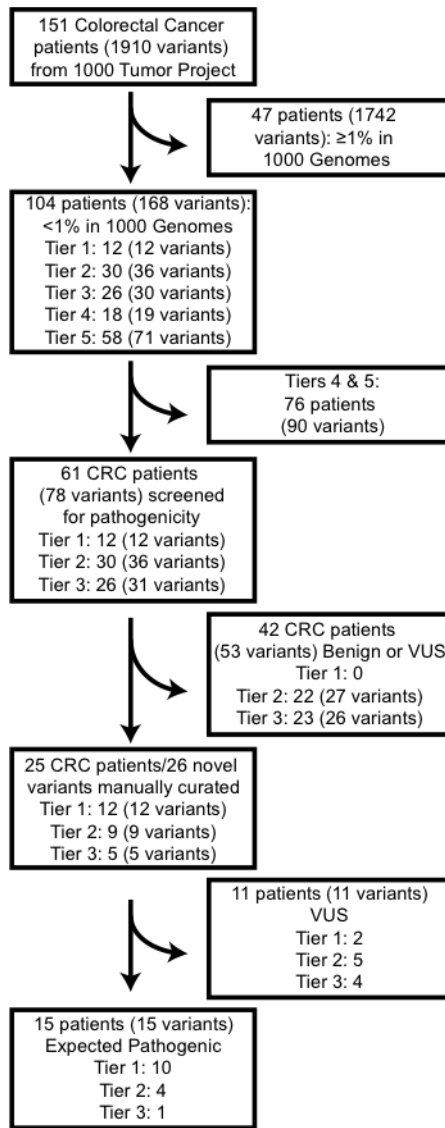 151 Colorectal Cancer
patients (1910 variants)
from 1000 Tumor Project
47 patients (1742
variants): ≥1% in
1000 Genomes
104 patients (168 variants):
<1% in 1000 Genomes
Tier 1: 12 (12 variants)
Tier 2: 30 (36 variants)
Tier 3: 26 (30 variants)
Tier 4: 18 (19 variants)
Tier 5: 58 (71 variants)
Tiers 4 & 5:
76 patients
(90 variants)
61 CRC patients
(78 variants) screened
for pathogenicity
Tier 1: 12 (12 variants)
Tier 2: 30 (36 variants)
Tier 3: 26 (31 variants)
42 CRC patients
(53 variants) Benign or VUS
Tier 1: 0
Tier 2: 22 (27 variants)
Tier 3: 23 (26 variants)
25 CRC patients/26 novel
variants manually curated
Tier 1: 12 (12 variants)
Tier 2: 9 (9 variants)
Tier 3: 5 (5 variants)
11 patients (11 variants)
VUS
Tier 1: 2
Tier 2: 5
Tier 3: 4
15 patients (15 variants)
Expected Pathogenic
Tier 1: 10
Tier 2: 4
Tier 3: 1